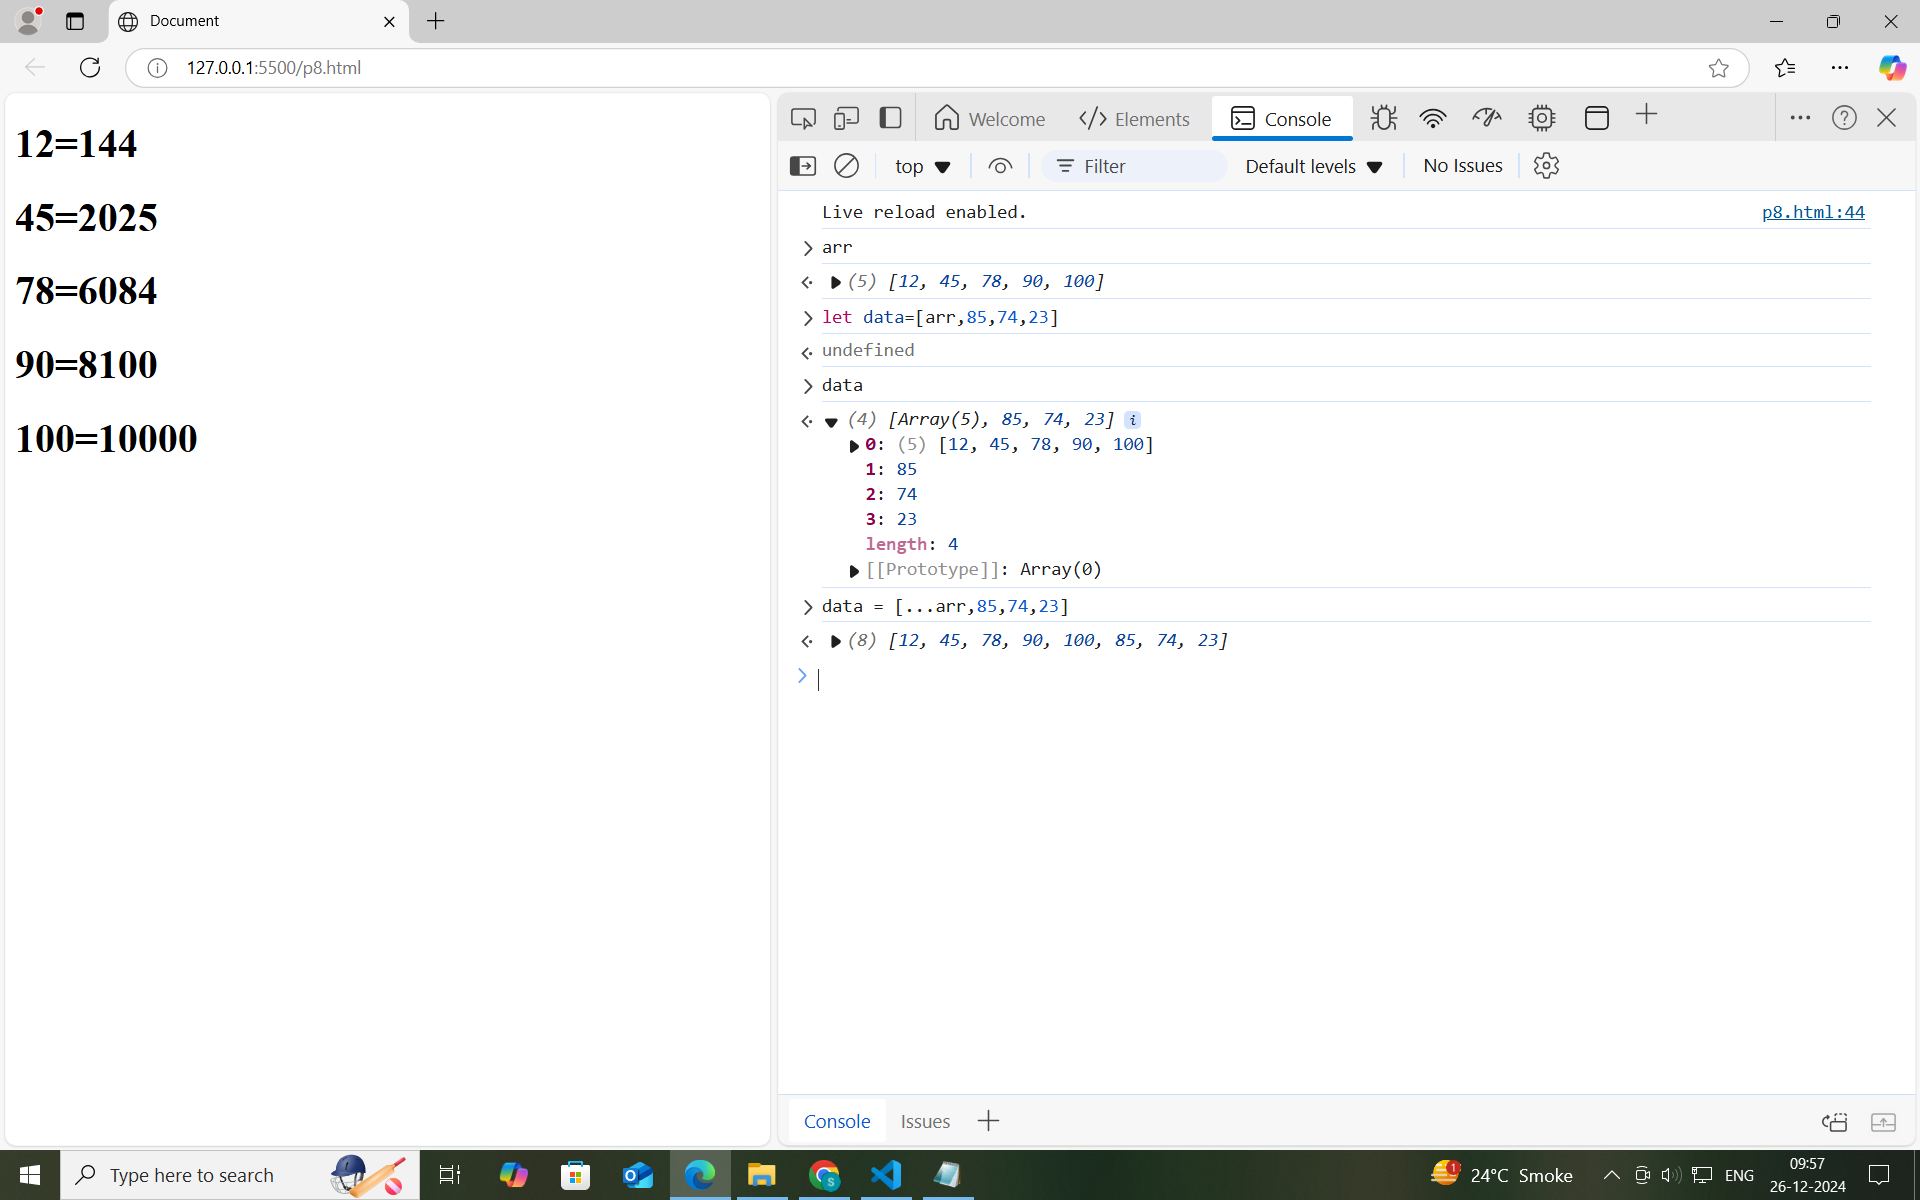 Document
127.0.0.1:5500/p8.html
12=144
45=2025
78=6084
90=8100
100=10000
Welcome
Elements
Console
top
Filter
Default levels
No Issues
Live reload enabled.
p8.html:44
arr
(5) [12, 45, 78, 90, 100]
let data=[arr,85,74,23]
undefined
data
(4) [Array(5), 85, 74, 23] i
0: (5) [12, 45, 78, 90, 100]
1: 85
2: 74
3: 23
length: 4
[[Prototype]]: Array(0)
data = [...arr,85,74,23]
(8) [12, 45, 78, 90, 100, 85, 74, 23]
Console
Issues
Type here to search
S
1
24°C Smoke
ENG
09:57
26-12-2024